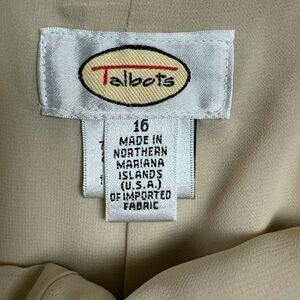 Talbots
16
MADE IN
NORTHERN
MARIANA
ISLANDS
(U.S.A.)
OF IMPORTED
FABRIC